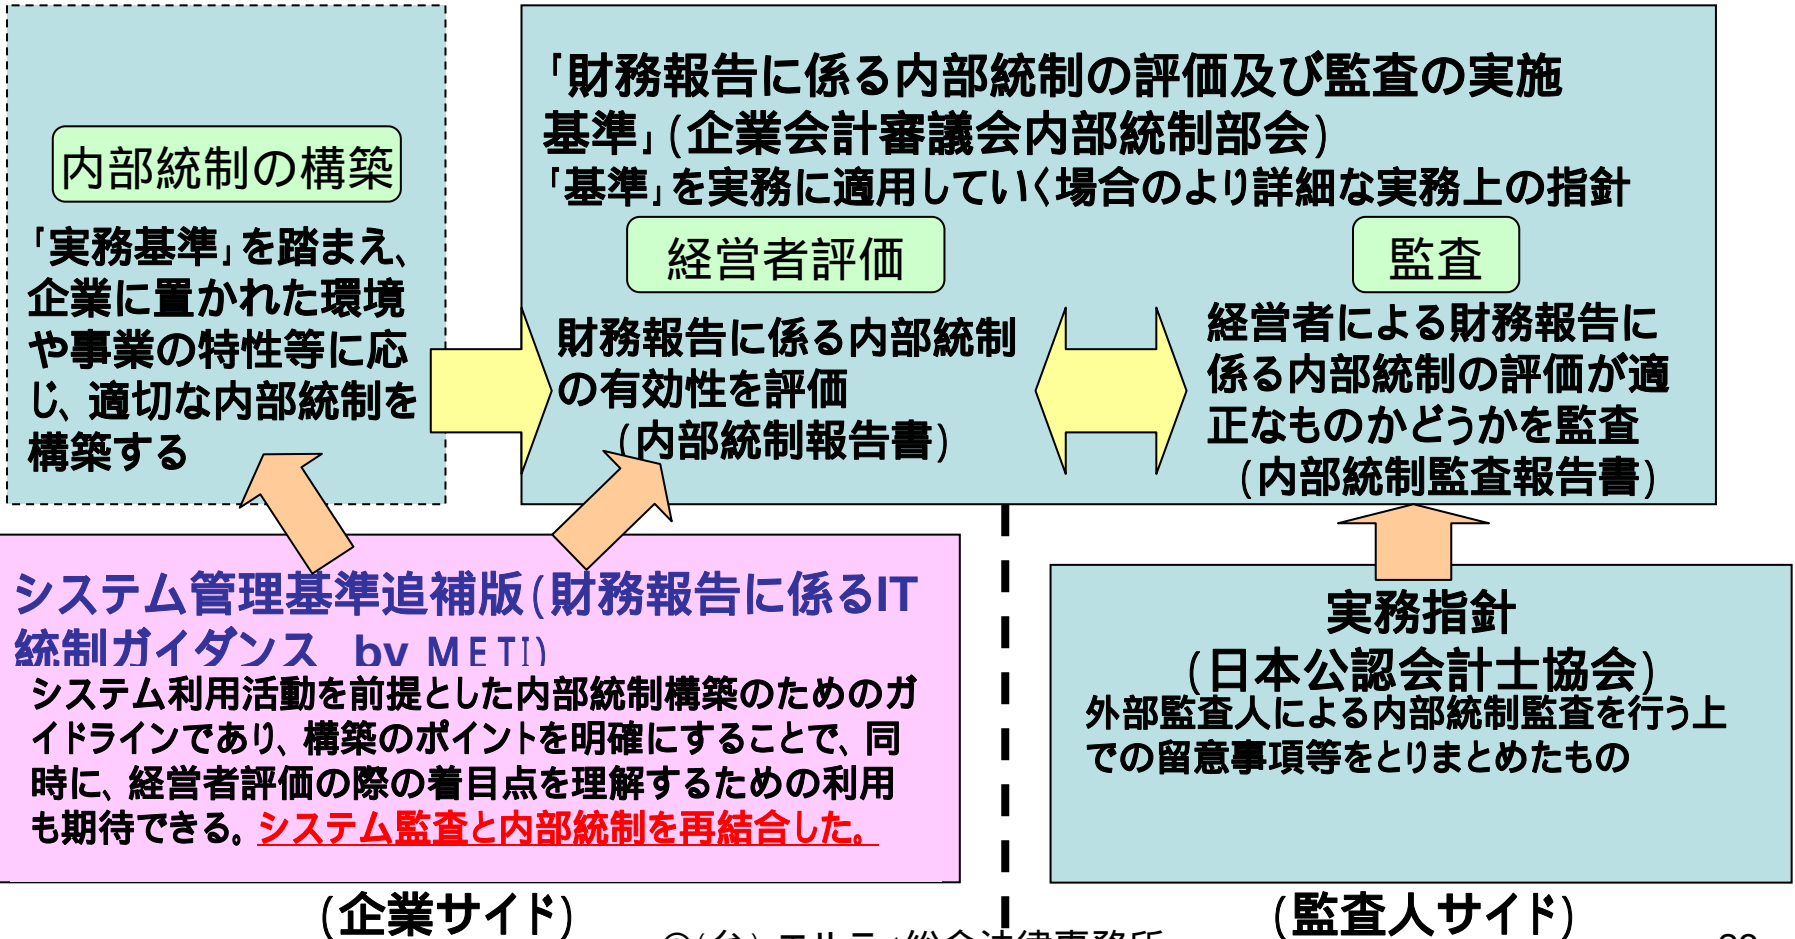 内部統制の構築
「実務基準」を踏まえ、
企業に置かれた環境
や事業の特性等に応
じ、適切な内部統制を
構築する
「財務報告に係る内部統制の評価及び監査の実施
基準」(企業会計審議会内部統制部会)
「基準」を実務に適用していく場合のより詳細な実務上の指針
経営者評価
財務報告に係る内部統制
の有効性を評価
(内部統制報告書)
監査
経営者による財務報告に
係る内部統制の評価が適
正なものかどうかを監査
(内部統制監査報告書)
システム管理基準追補版(財務報告に係るIT
統制ガイダンス by METI)
システム利用活動を前提とした内部統制構築のためのガ
イドラインであり、構築のポイントを明確にすることで、同
時に、経営者評価の際の着目点を理解するための利用
も期待できる。システム監査と内部統制を再結合した。
(企業サイド)
実務指針
(日本公認会計士協会)
外部監査人による内部統制監査を行う上
での留意事項等をとりまとめたもの
(監査人サイド)